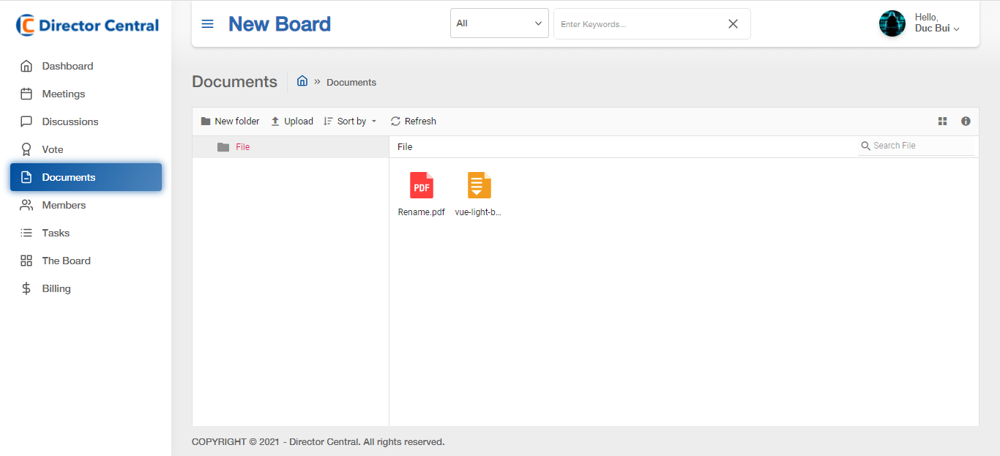 Director Central
New Board
All
Enter Keywords...
Hello,
Duc Bui
Dashboard
Meetings
Discussions
Vote
Documents
Members
Tasks
The Board
Billing
Documents
» Documents
New folder
Upload
Sort by
Refresh
File
File
Search File
PDF
Rename.pdf
vue-light-b...
COPYRIGHT © 2021 - Director Central. All rights reserved.